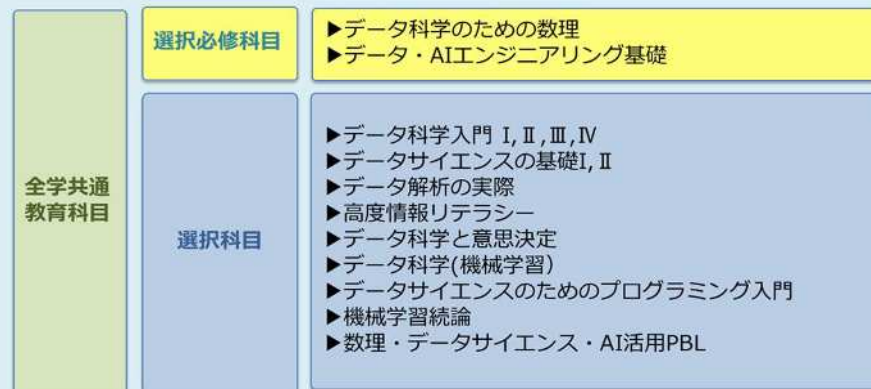 全学共通
教育科目
選択必修科目
▶データ科学のための数理
▶データ・AIエンジニアリング基礎
選択科目
▶データ科学入門 I,Ⅱ,Ⅲ,Ⅳ
▶データサイエンスの基礎I,Ⅱ
▶データ解析の実際
▶高度情報リテラシー
▶データ科学と意思決定
▶データ科学(機械学習)
▶データサイエンスのためのプログラミング入門
▶機械学習続論
▶数理・データサイエンス・AI活用PBL